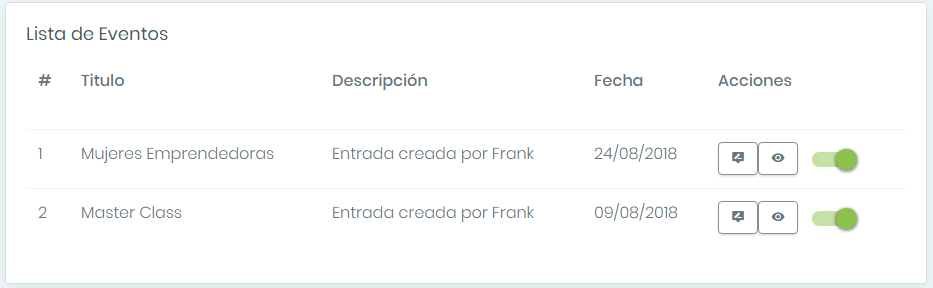 Lista de Eventos
# Titulo Descripción Fecha Acciones
1 Mujeres Emprendedoras Entrada creada por Frank 24/08/2018
2 Master Class Entrada creada por Frank 09/08/2018